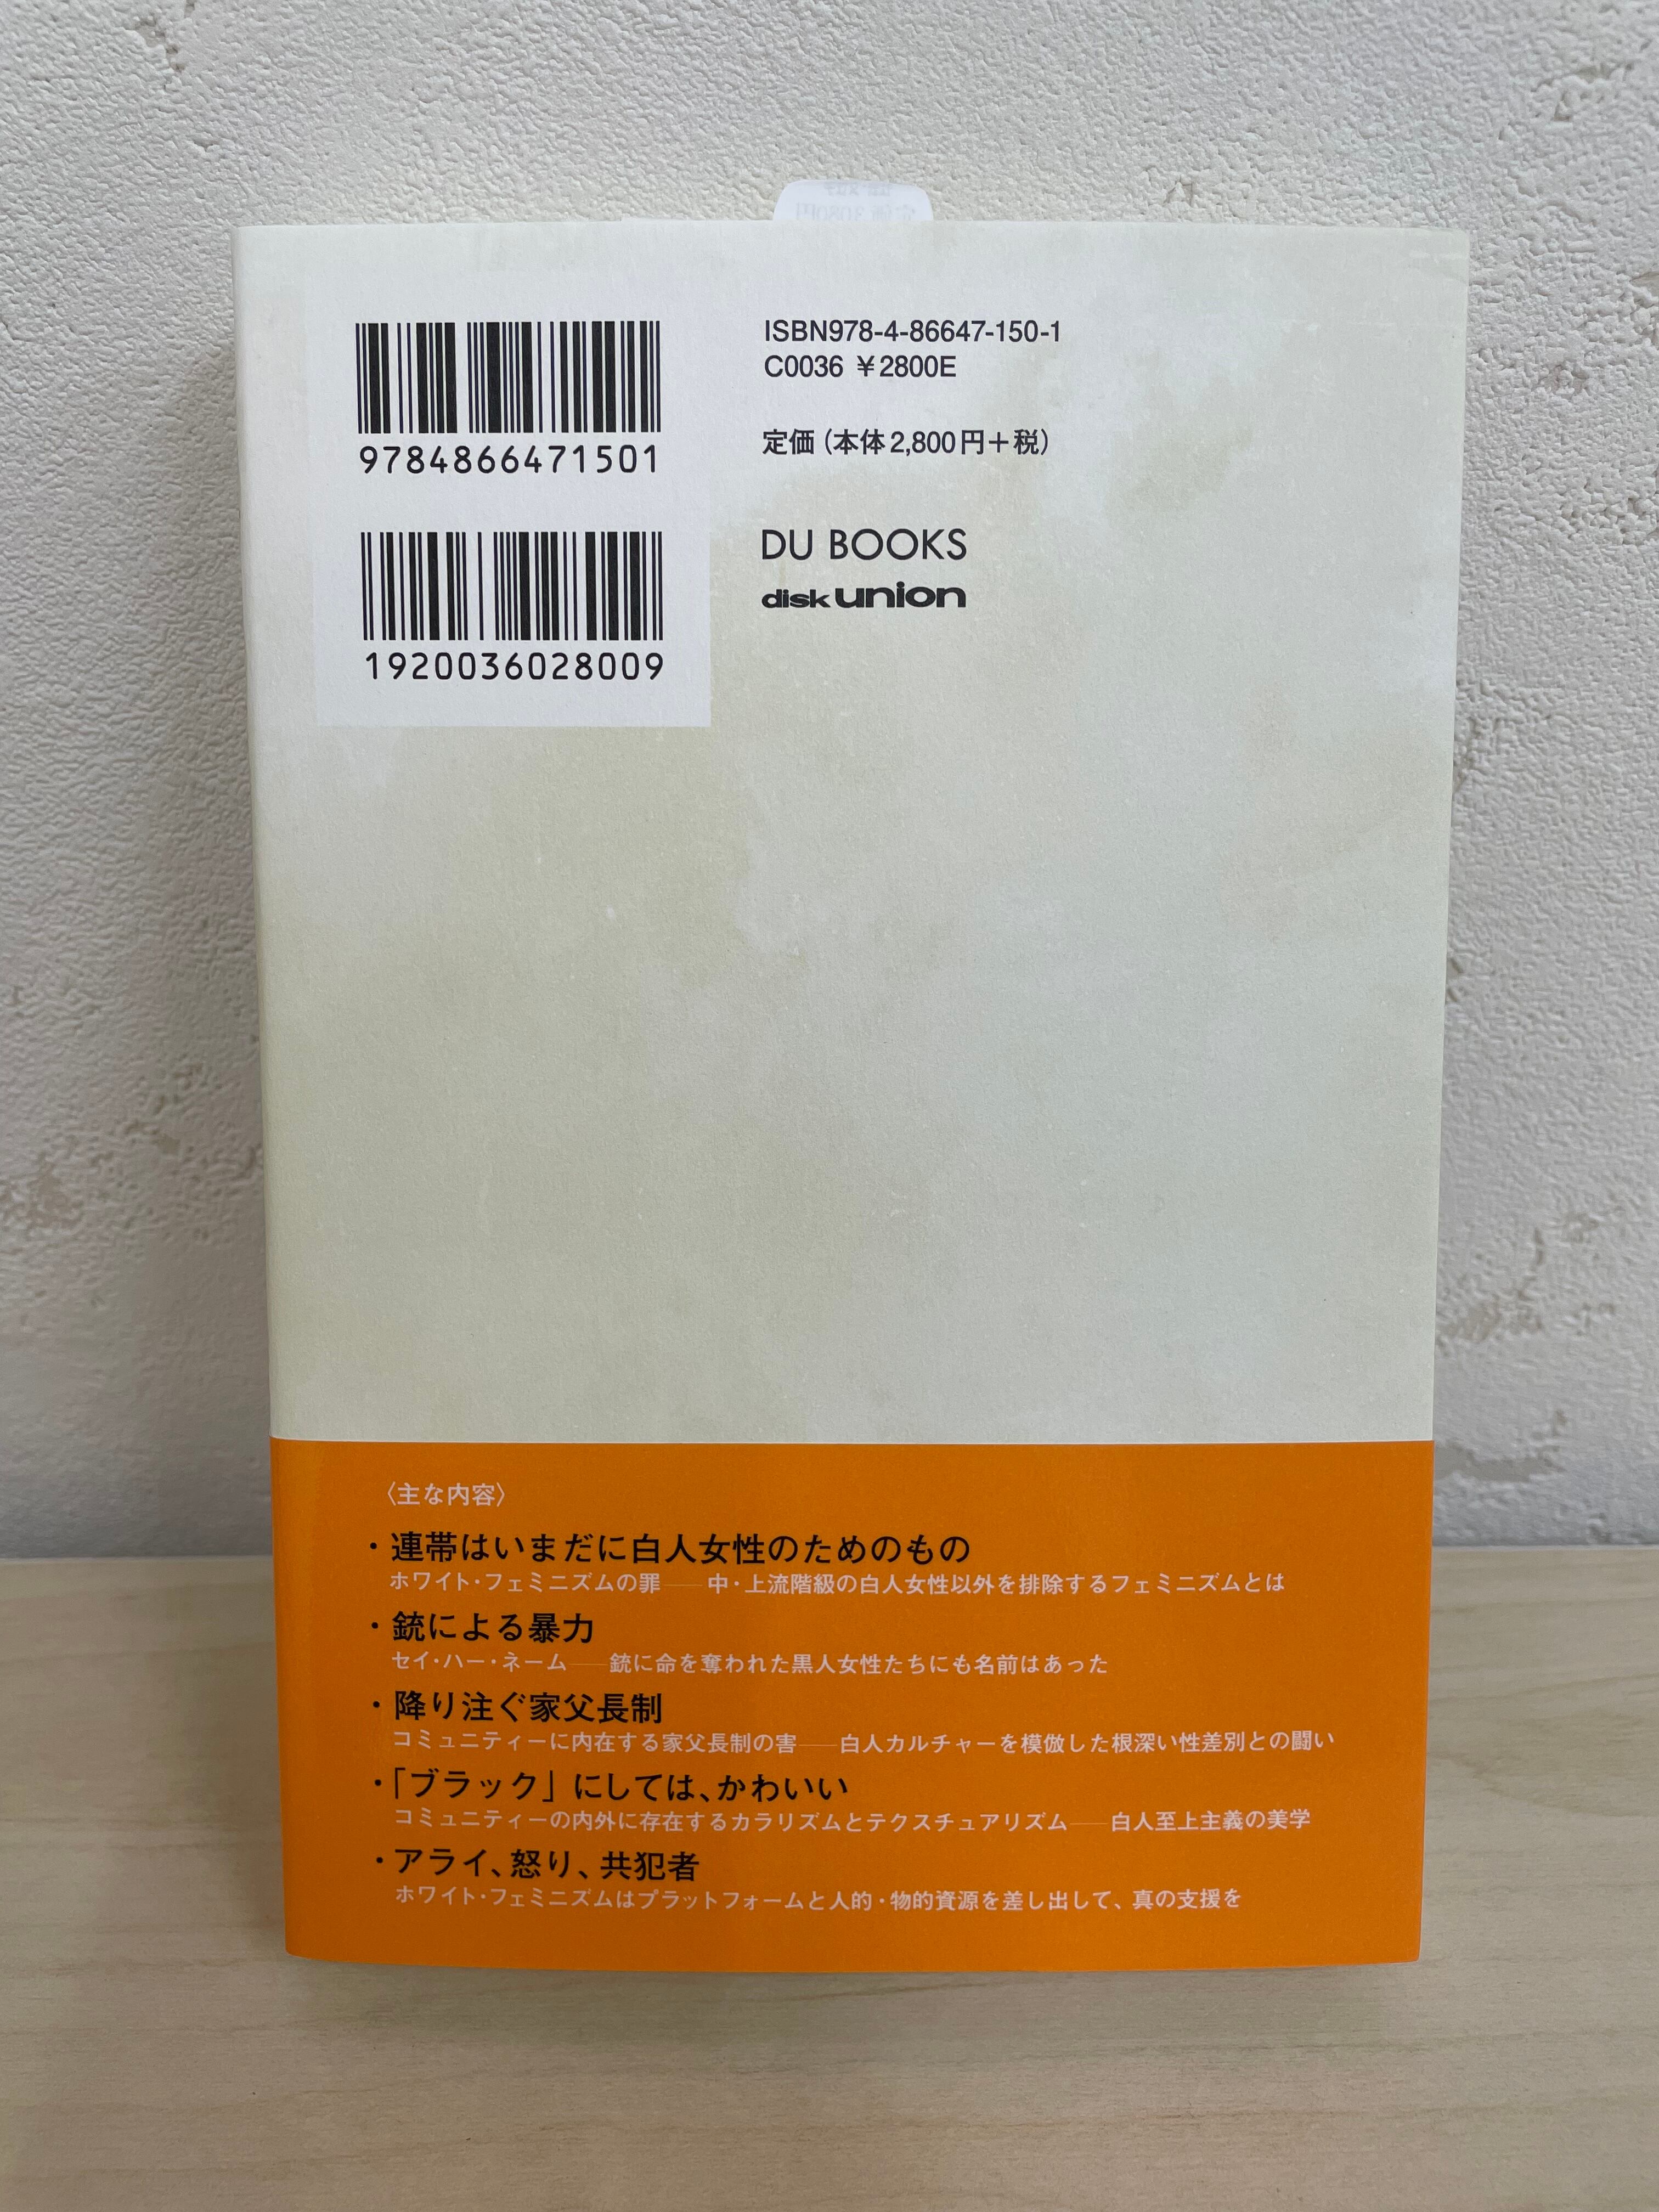 定価3,080円
9784866471501
1920036028009
ISBN978-4-86647-150-1
C0036 ¥2800E
定価（本体2,800円＋税）
DU BOOKS
disk union
〈主な内容〉
・連帯はいまだに白人女性のためのもの
ホワイト・フェミニズムの罪――中・上流階級の白人女性以外を排除するフェミニズムとは
・銃による暴力
セイ・ハー・ネーム――銃に命を奪われた黒人女性たちにも名前はあった
・降り注ぐ家父長制
コミュニティーに内在する家父長制の害――白人カルチャーを模倣した根深い性差別との闘い
・「ブラック」にしては、かわいい
コミュニティーの内外に存在するカラリズムとテクスチュアリズム――白人至上主義の美学
・アライ、怒り、共犯者
ホワイト・フェミニズムはプラットフォームと人的・物的資源を差し出して、真の支援を